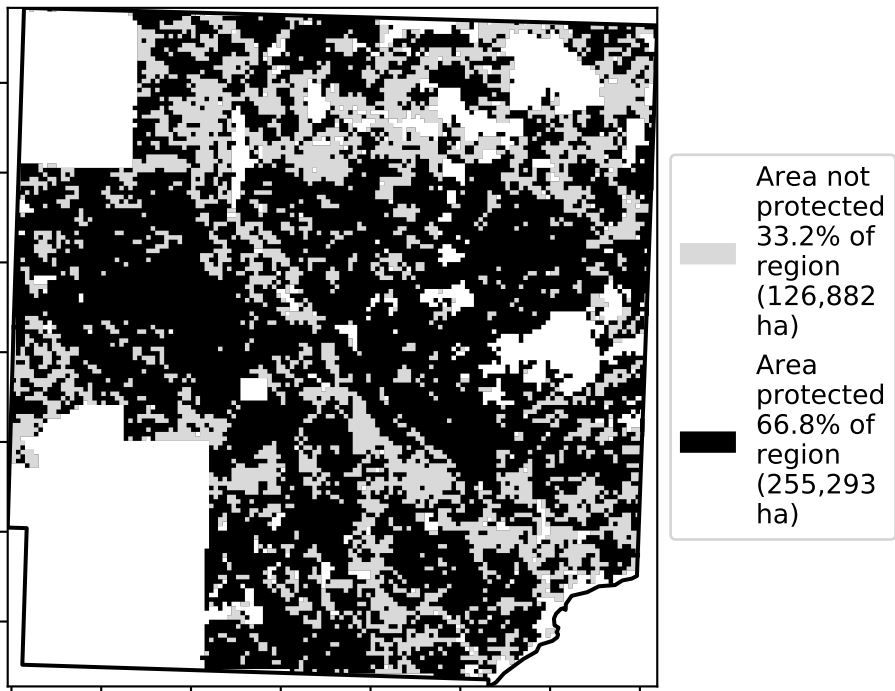 Area not
protected
33.2% of
region
(126,882
ha)
Area
protected
66.8% of
region
(255,293
ha)